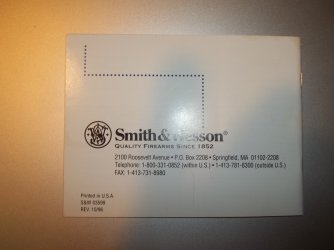 Smith & Wesson®
QUALITY FIREARMS SINCE 1852
2100 Roosevelt Avenue • P.O. Box 2208 • Springfield, MA 01102-2208
Telephone: 1-800-331-0852 (within U.S.) • 1-413-781-8300 (outside U.S.)
FAX: 1-413-731-8980
Printed in U.S.A.
S&W 03599
REV. 10/96